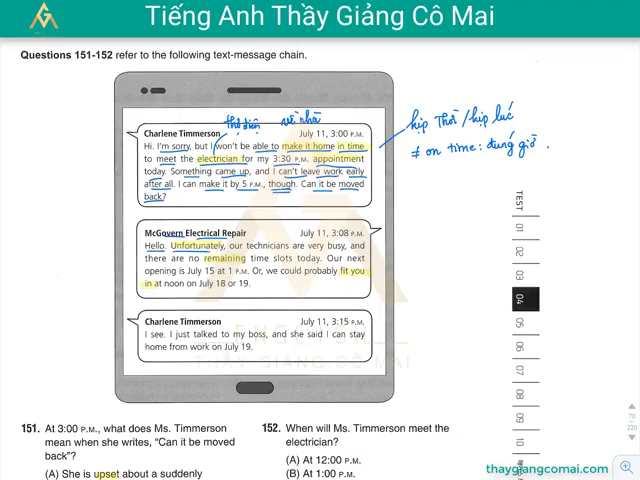 Tiếng Anh Thầy Giảng Cô Mai
Questions 151-152 refer to the following text-message chain.
thợ điện
về nhà
kịp thời / kịp lúc
≠ on time: đúng giờ.
Charlene Timmerson July 11, 3:00 P.M.
Hi. I'm sorry, but I won't be able to make it home in time
to meet the electrician for my 3:30 P.M. appointment
today. Something came up, and I can't leave work early
after all. I can make it by 5 P.M., though. Can it be moved
back?
McGovern Electrical Repair July 11, 3:08 P.M.
Hello. Unfortunately, our technicians are very busy, and
there are no remaining time slots today. Our next
opening is July 15 at 1 P.M. Or, we could probably fit you
in at noon on July 18 or 19.
Charlene Timmerson July 11, 3:15 P.M.
I see. I just talked to my boss, and she said I can stay
home from work on July 19.
THAY GIANG CO MAI
TEST
01
02
03
04
05
06
07
08
09
10
70
220
151. At 3:00 P.M., what does Ms. Timmerson
mean when she writes, "Can it be moved
back?"
(A) She is upset about a suddenly
152. When will Ms. Timmerson meet the
electrician?
(A) At 12:00 P.M.
(B) At 1:00 P.M.
thaygiangcomai.com